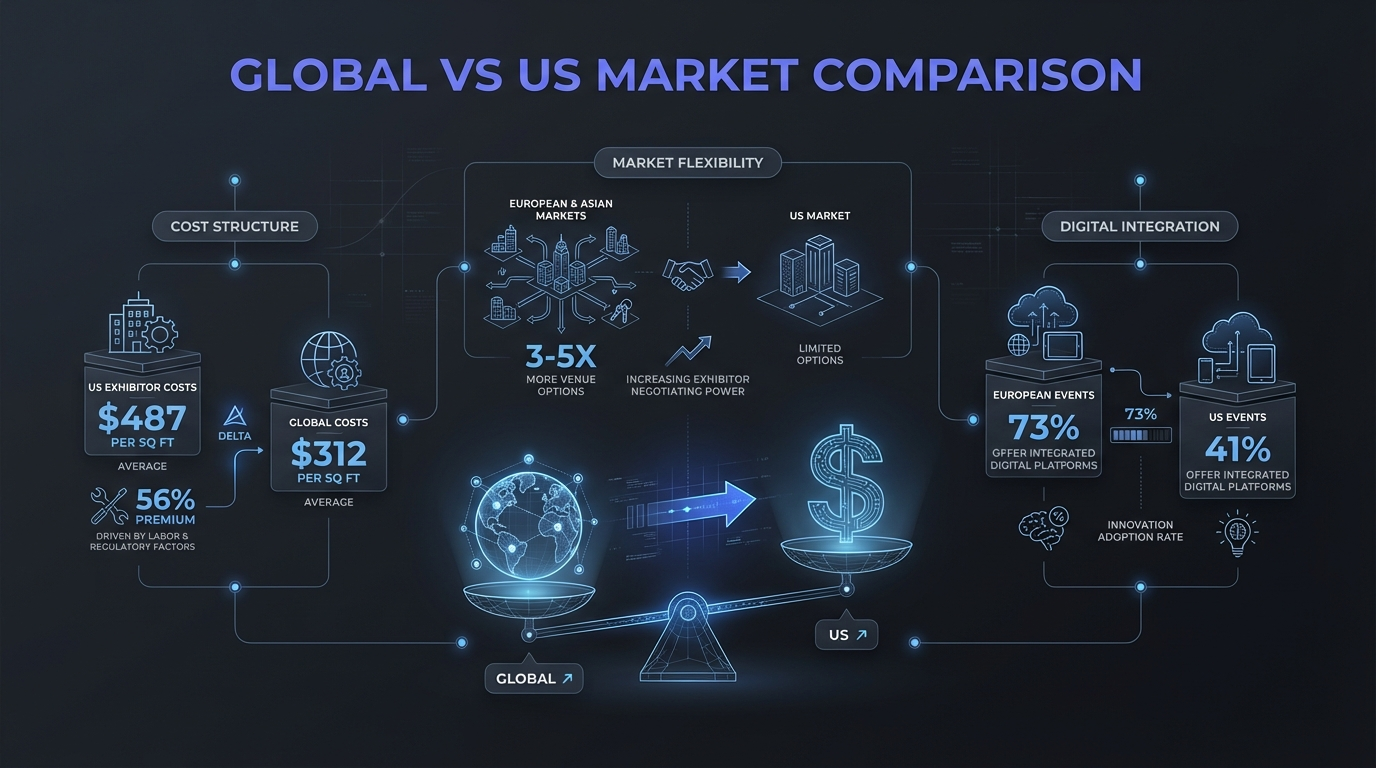 GLOBAL VS US MARKET COMPARISON
MARKET FLEXIBILITY
COST STRUCTURE
DIGITAL INTEGRATION
EUROPEAN & ASIAN
MARKETS
US MARKET
3-5X
MORE VENUE
OPTIONS
INCREASING EXHIBITOR
NEGOTIATING POWER
LIMITED
OPTIONS
US EXHIBITOR COSTS
$487
PER SQ FT
AVERAGE
DELTA
56%
PREMIUM
DRIVEN BY LABOR &
RECULATORY FACTORS
GLOBAL COSTS
$312
PER SQ FT
AVERAGE
EUROPEAN EVENTS
73%
OFFER INTEGRATED
DIGITAL PLATPORMS
73%
US EVENTS
41%
OFFER INTEGRATED
DIGITAL PLATFORMS
%
INNOVATION
ADOPTION RATE
GLOBAL ↗
US ↗
$